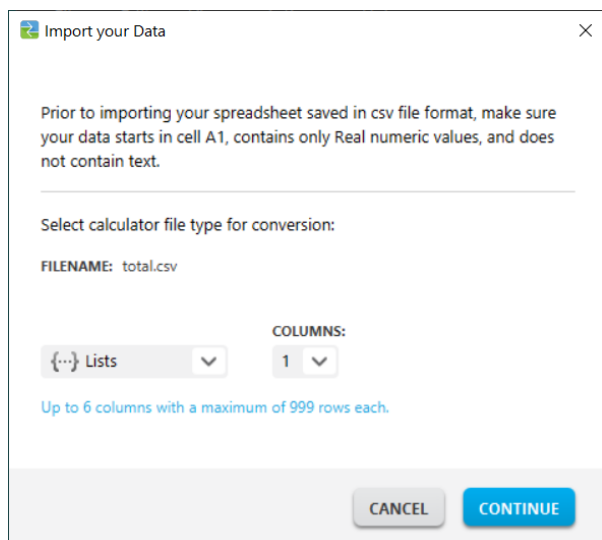 Import your Data
Prior to importing your spreadsheet saved in csv file format, make sure
your data starts in cell A1, contains only Real numeric values, and does
not contain text.
Select calculator file type for conversion:
FILENAME: total.csv
COLUMNS:
{···} Lists 1
Up to 6 columns with a maximum of 999 rows each.
CANCEL CONTINUE